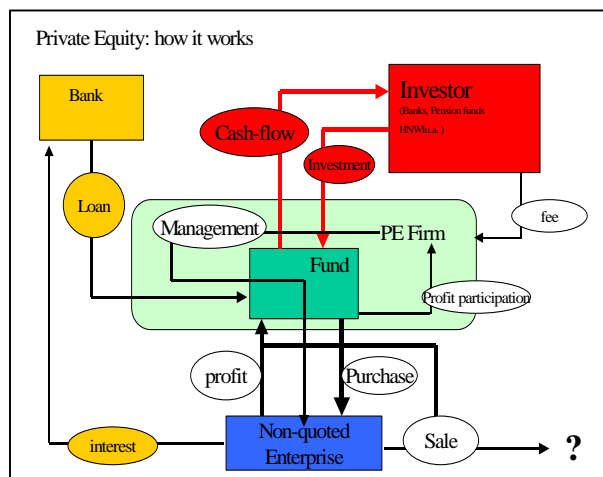 Private Equity: how it works
Bank
Investor
(Banks, Pension funds
HNWI u.a. )
Cash-flow
Investment
Loan
Management
PE Firm
fee
Fund
Profit participation
profit
Purchase
interest
Non-quoted
Enterprise
Sale
?